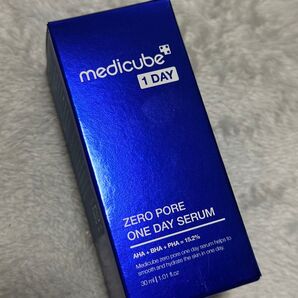 medicube
1 DAY
ZERO PORE
ONE DAY SERUM
AHA + BHA + PHA = 15.2%
Medicube zero pore one day serum helps to
smooth and hydrate the skin in one day.
30 ml | 1.01 fl.oz